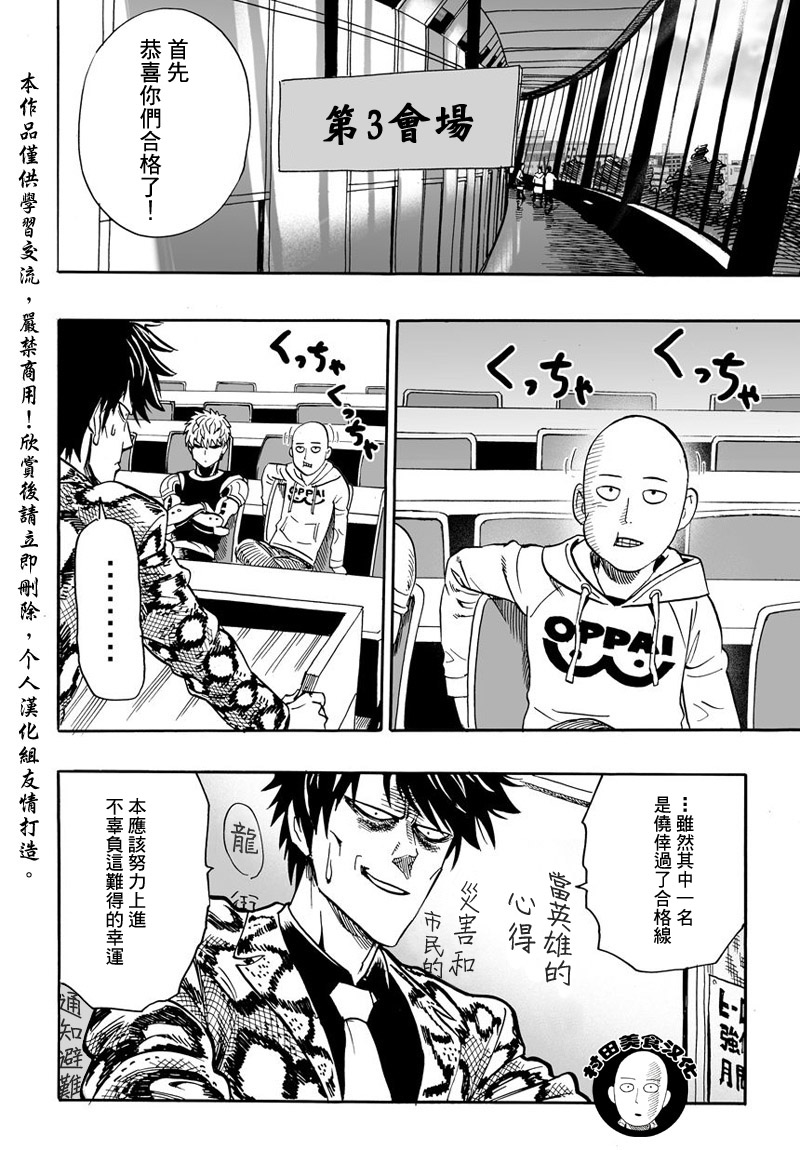 首先
恭喜你們合格了！
第3會場
本作品僅供學習交流，嚴禁商用！欣賞後請立即刪除，个人漢化組友情打造。
くっちゃ
くっちゃ
OPPAI
くっちゃ
くっちゃ
OPPAI
………
…雖然其中一名
是僥倖過了合格線
當英雄的
心得
災害和
市民的
龍
通知避難
本應該努力上進
不辜負這難得的幸運
強
月
村田美食汉化